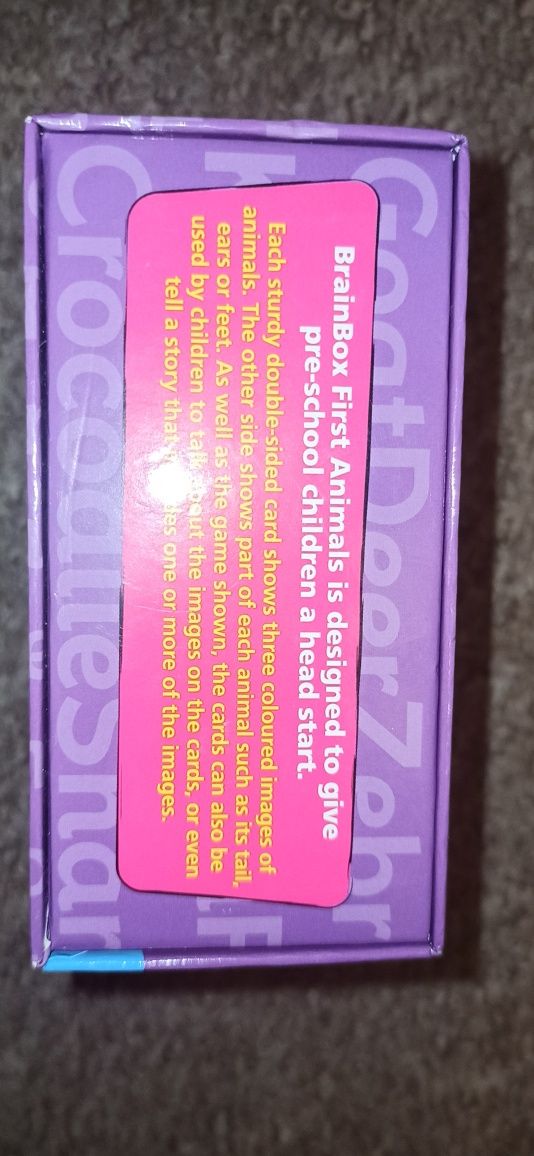 BrainBox First Animals is designed to give
pre-school children a head start.
Each sturdy double-sided card shows three coloured images of
animals. The other side shows part of each animal such as its tail,
ears or feet. As well as the game shown, the cards can also be
used by children to talk about the images on the cards, or even
tell a story that one or more of the images.
GoatDeerZebr
CrocodileSnar